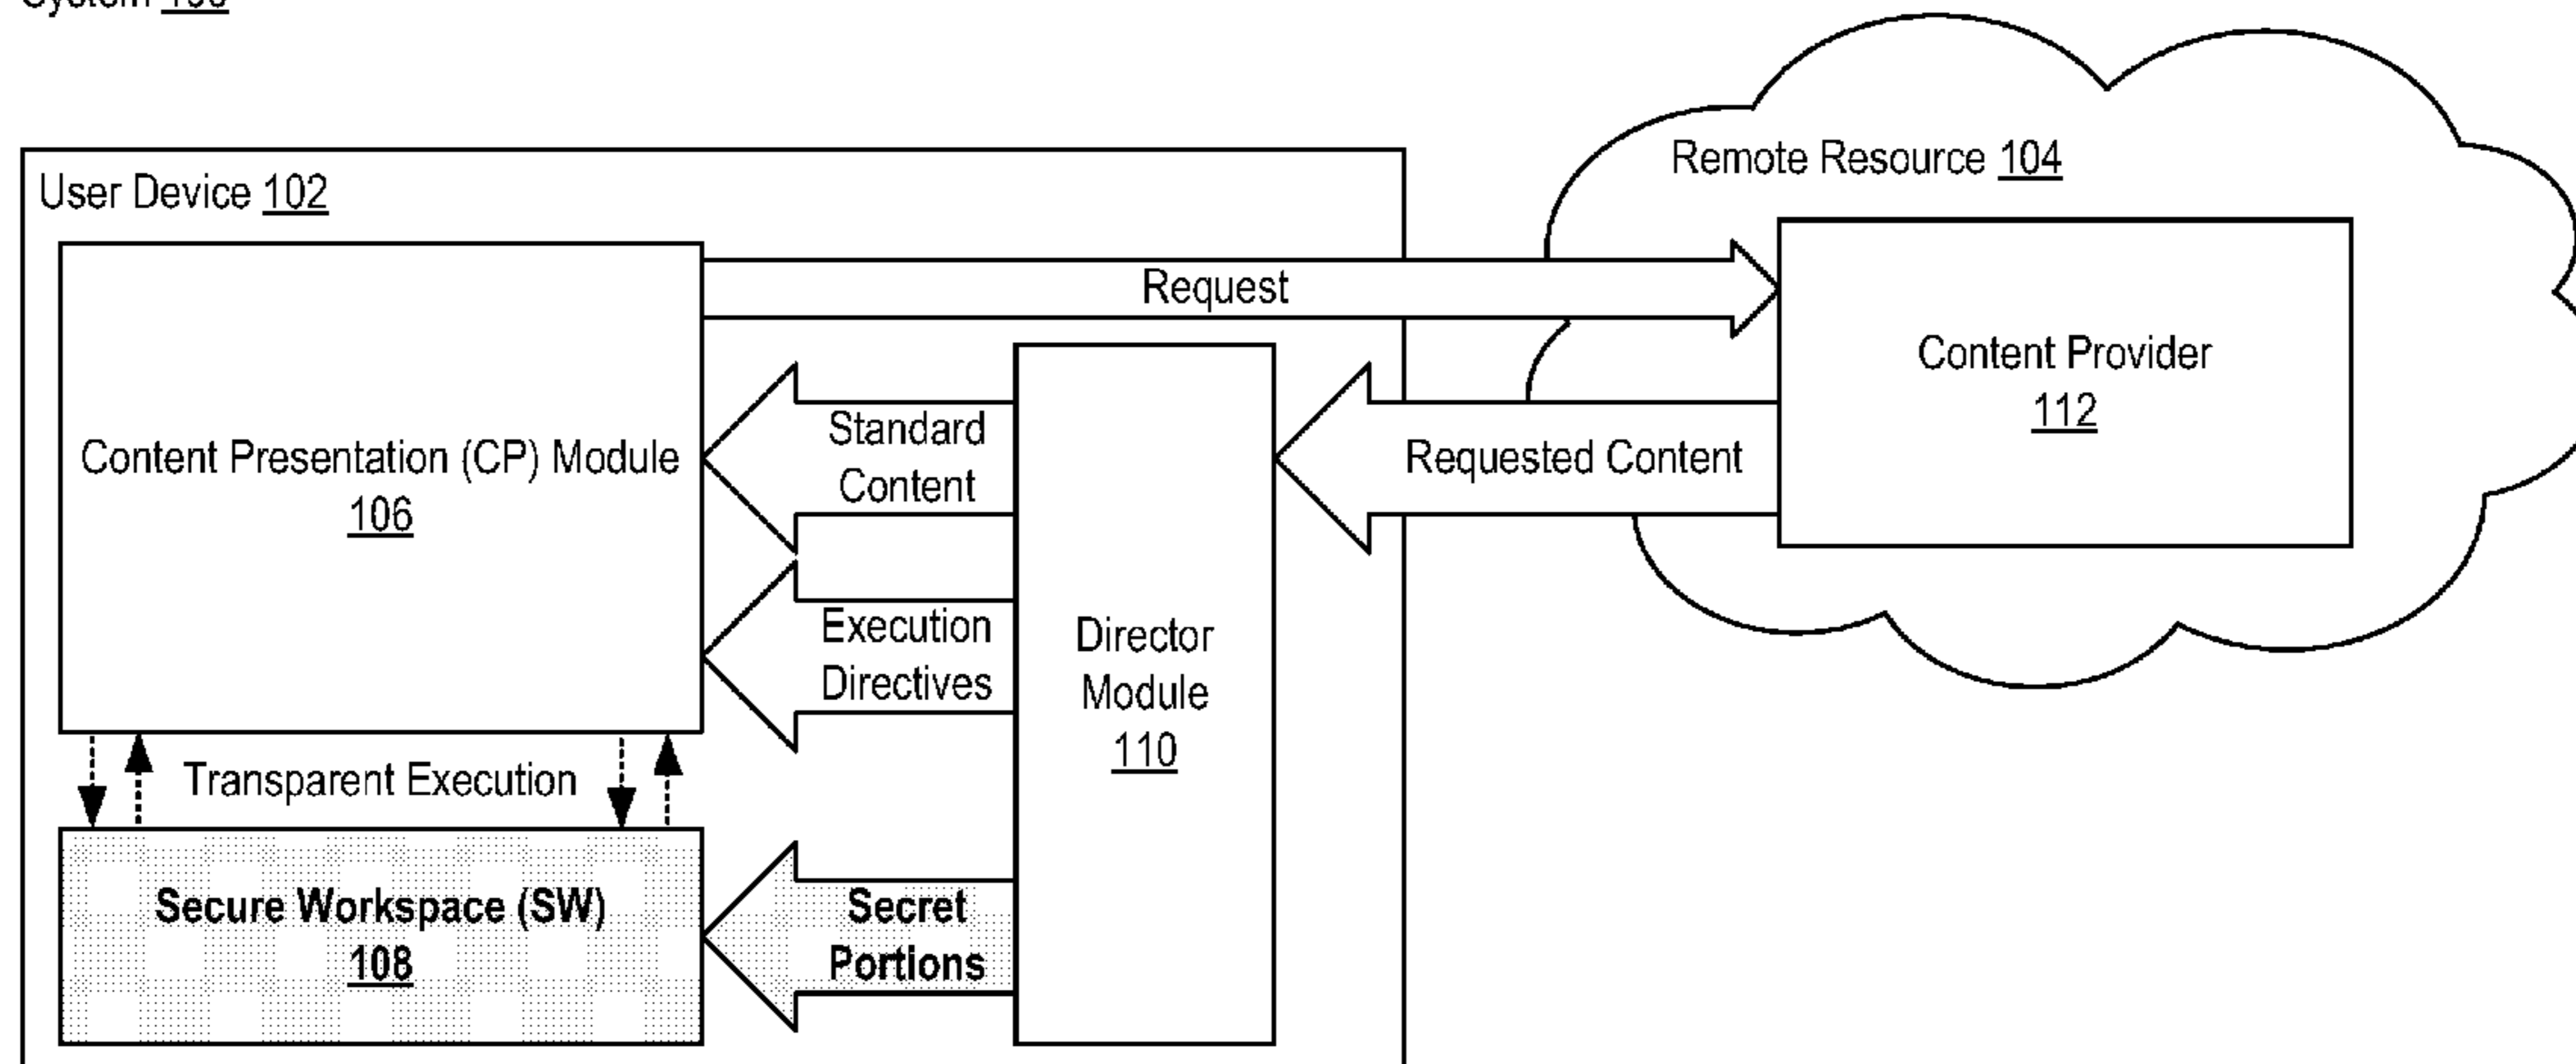 User Device 102
Remote Resource 104
Request
Content Provider
112
Content Presentation (CP) Module
106
Standard
Content
Requested Content
Execution
Directives
Director
Module
110
Transparent Execution
Secure Workspace (SW)
108
Secret
Portions